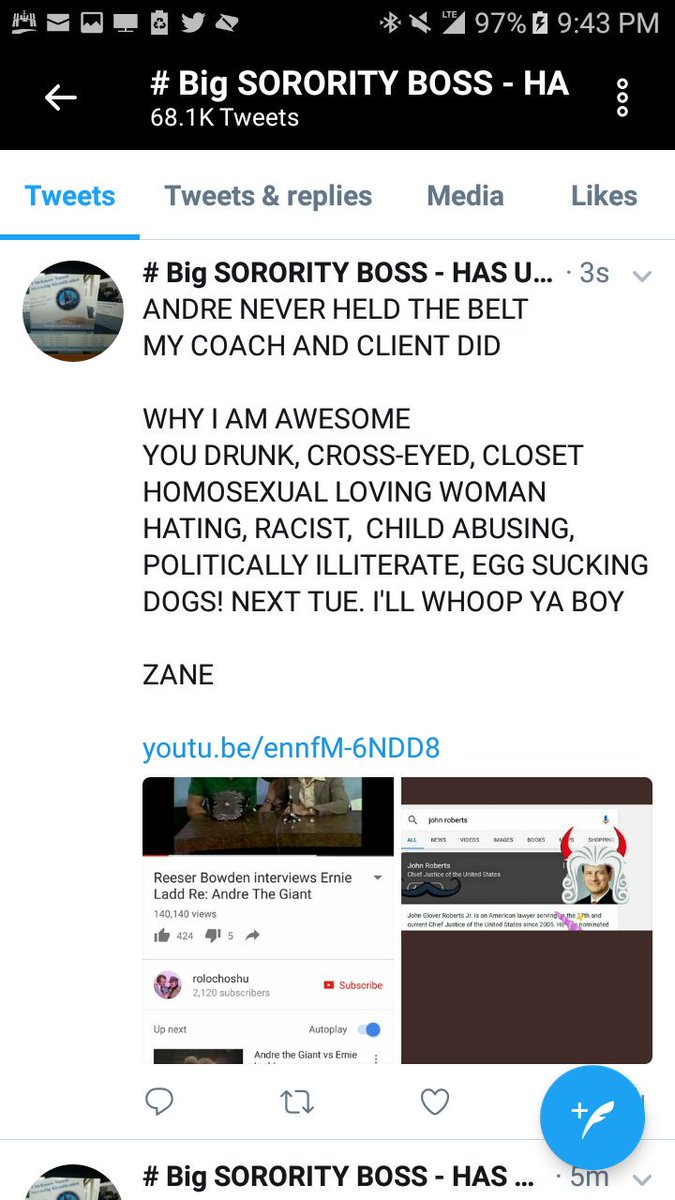 LTE 97% 9:43 PM
# Big SORORITY BOSS - HA
68.1K Tweets
Tweets Tweets & replies Media Likes
# Big SORORITY BOSS - HAS U... · 3s
ANDRE NEVER HELD THE BELT
MY COACH AND CLIENT DID
WHY I AM AWESOME
YOU DRUNK, CROSS-EYED, CLOSET
HOMOSEXUAL LOVING WOMAN
HATING, RACIST, CHILD ABUSING,
POLITICALLY ILLITERATE, EGG SUCKING
DOGS! NEXT TUE. I'LL WHOOP YA BOY
ZANE
youtu.be/ennfM-6NDD8
Reeser Bowden interviews Ernie
Ladd Re: Andre The Giant
140,140 views
424 5
rolochoshu
2,120 subscribers
Subscribe
Up next Autoplay
Andre the Giant vs Ernie
john roberts
ALL NEWS VIDEOS IMAGES BOOKS SHOPPING
John Roberts
Chief Justice of the United States
John Glover Roberts Jr. is an American lawyer serving as the 17th and
current Chief Justice of the United States since 2005. He nominated
# Big SORORITY BOSS - HAS ... · 5m